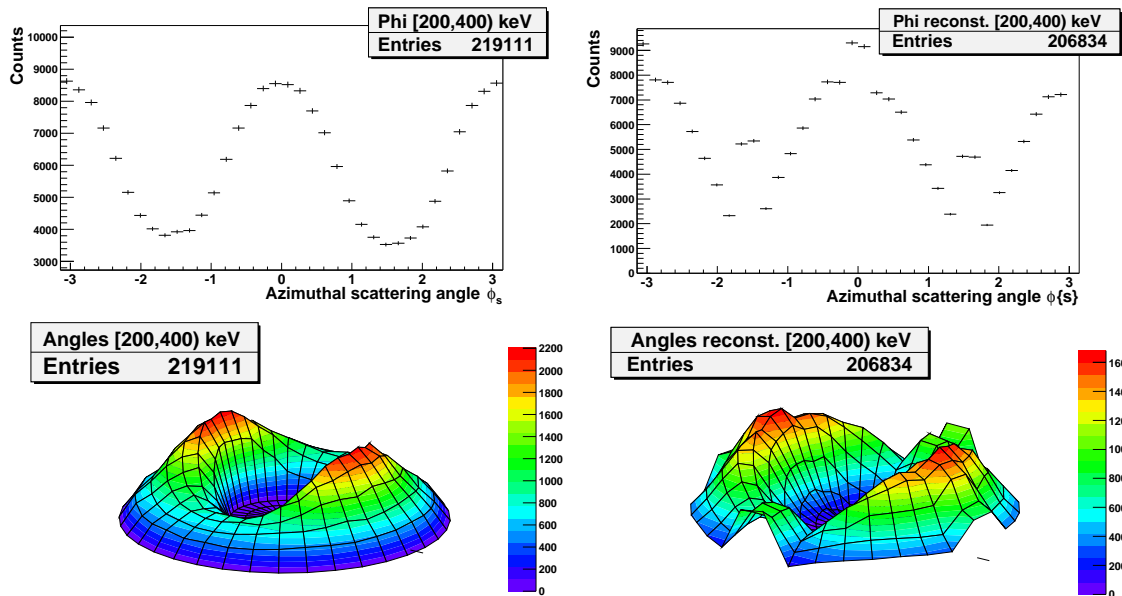 Phi [200,400) keV
Entries 219111
Counts
10000
9000
8000
7000
6000
5000
4000
3000
-3 -2 -1 0 1 2 3
Azimuthal scattering angle ϕs
Phi reconst. [200,400) keV
Entries 206834
Counts
9000
8000
7000
6000
5000
4000
3000
2000
1000
0
-3 -2 -1 0 1 2 3
Azimuthal scattering angle ϕ{s}
Angles [200,400) keV
Entries 219111
2200
2000
1800
1600
1400
1200
1000
800
600
400
200
0
Angles reconst. [200,400) keV
Entries 206834
800
600
400
200
0